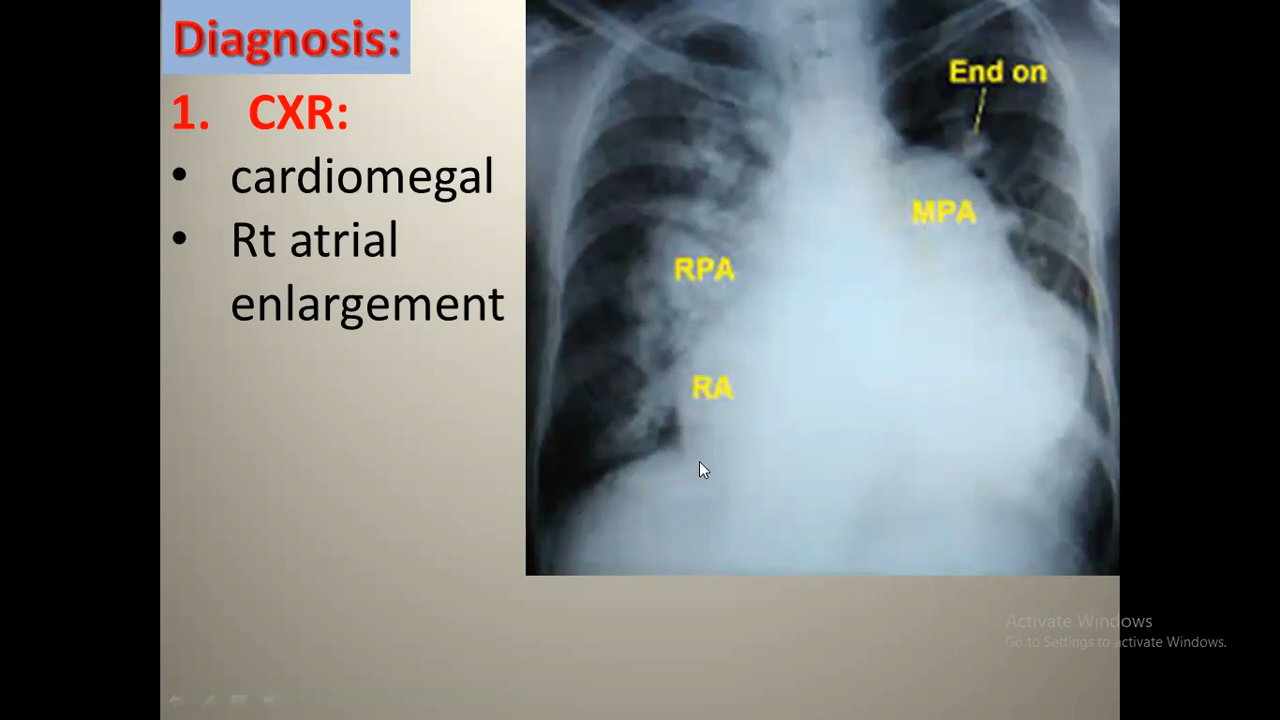 Diagnosis:
1. CXR:
• cardiomegal
• Rt atrial
enlargement
End on
MPA
RPA
RA
Activate Windows
Go to Settings to activate Windows.